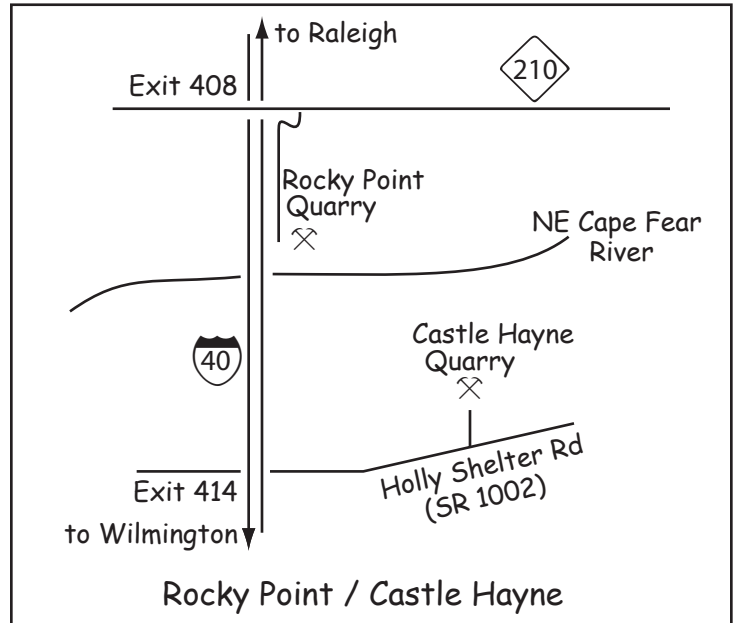 to Raleigh
210
Exit 408
Rocky Point
Quarry
NE Cape Fear
River
Castle Hayne
Quarry
40
Holly Shelter Rd
(SR 1002)
Exit 414
to Wilmington
Rocky Point / Castle Hayne